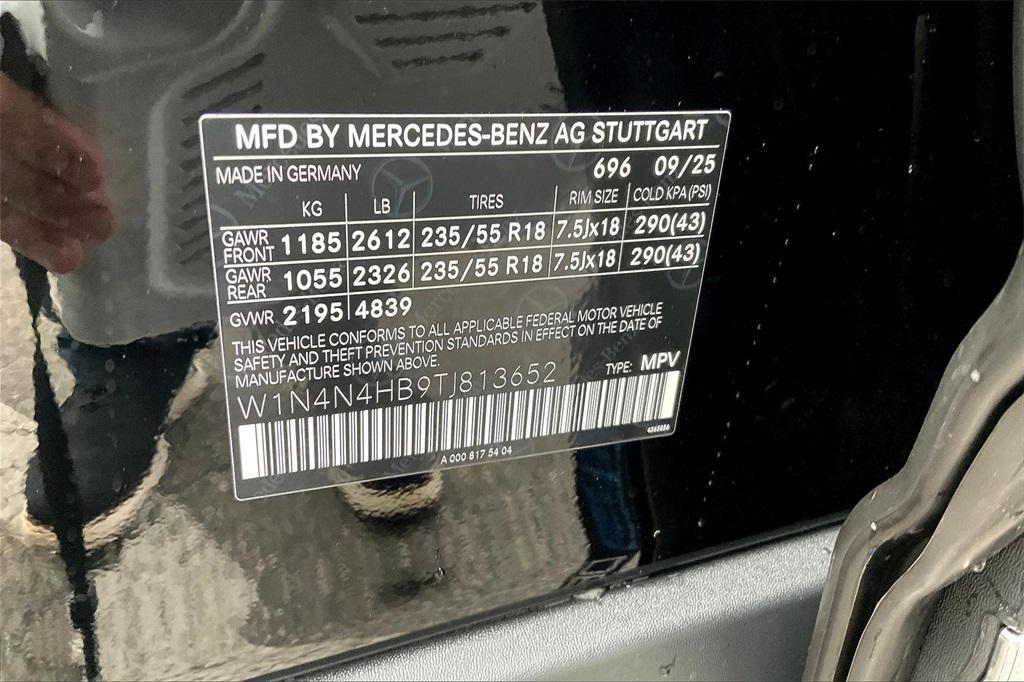 MFD BY MERCEDES-BENZ AG STUTTGART
MADE IN GERMANY 696 09/25
KG LB TIRES RIM SIZE COLD KPA(PSI)
GAWR FRONT 1185 2612 235/55 R18 7.5Jx18 290(43)
GAWR REAR 1055 2326 235/55 R18 7.5Jx18 290(43)
GVWR 2195 4839
THIS VEHICLE CONFORMS TO ALL APPLICABLE FEDERAL MOTOR VEHICLE
SAFETY AND THEFT PREVENTION STANDARDS IN EFFECT ON THE DATE OF
MANUFACTURE SHOWN ABOVE. TYPE: MPV
W1N4N4HB9TJ813652
A 000 817 54 04